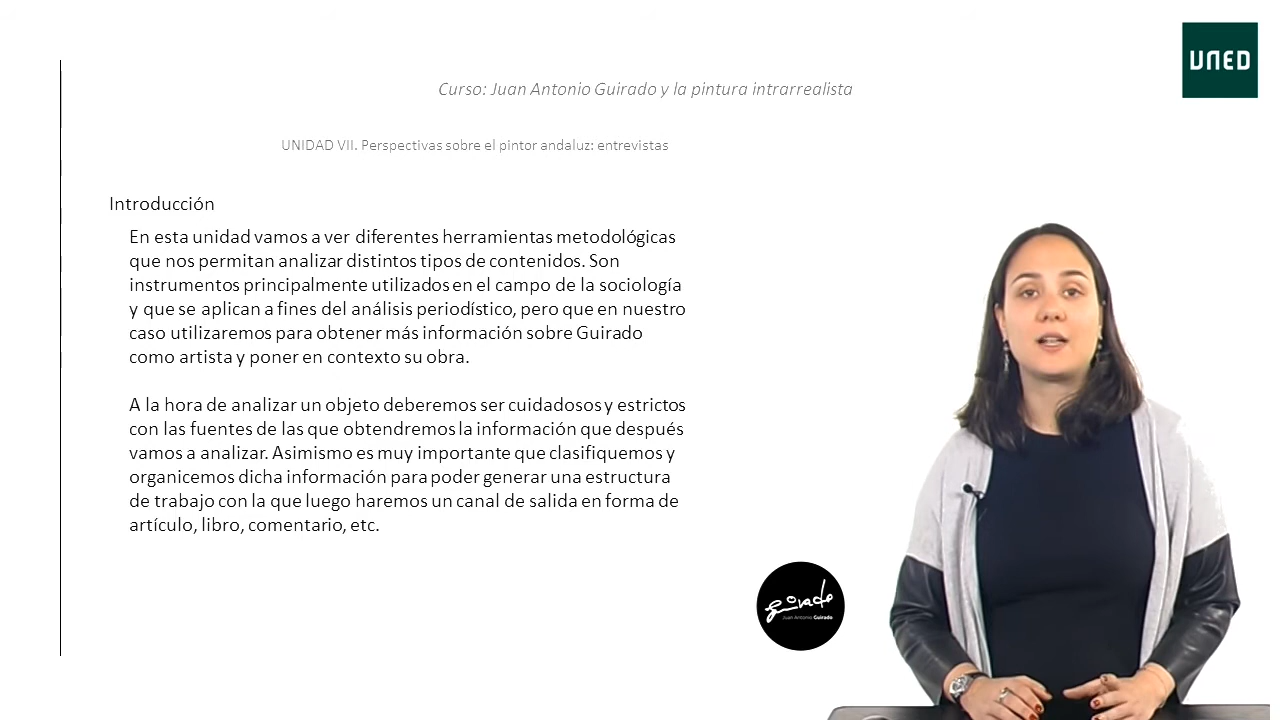 UNED
Curso: Juan Antonio Guirado y la pintura intrarrealista
UNIDAD VII. Perspectivas sobre el pintor andaluz: entrevistas
Introducción
En esta unidad vamos a ver diferentes herramientas metodológicas
que nos permitan analizar distintos tipos de contenidos. Son
instrumentos principalmente utilizados en el campo de la sociología
y que se aplican a fines del análisis periodístico, pero que en nuestro
caso utilizaremos para obtener más información sobre Guirado
como artista y poner en contexto su obra.
A la hora de analizar un objeto deberemos ser cuidadosos y estrictos
con las fuentes de las que obtendremos la información que después
vamos a analizar. Asimismo es muy importante que clasifiquemos y
organicemos dicha información para poder generar una estructura
de trabajo con la que luego haremos un canal de salida en forma de
artículo, libro, comentario, etc.
Guirado
Juan Antonio Guirado